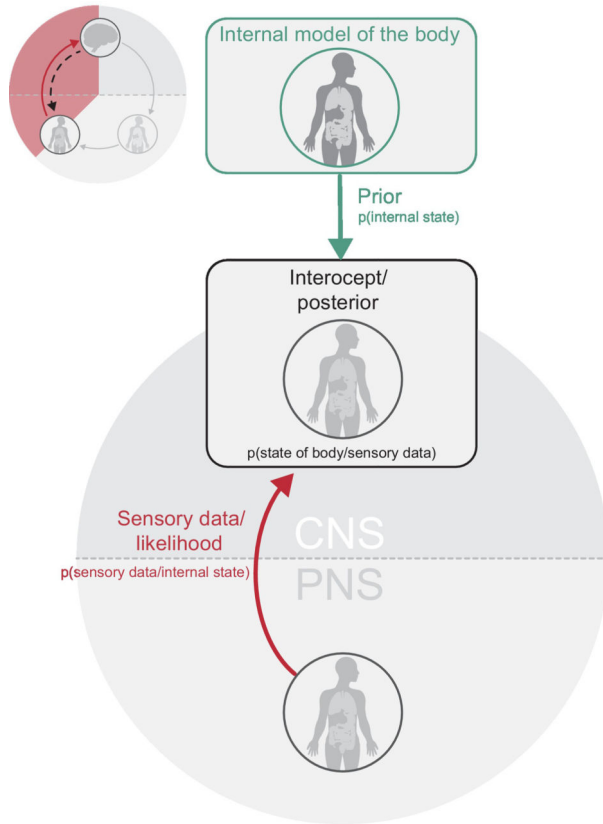 Internal model of the body
Prior
p(internal state)
Interocept/
posterior
p(state of body/sensory data)
Sensory data/
likelihood
p(sensory data/internal state)
CNS
PNS